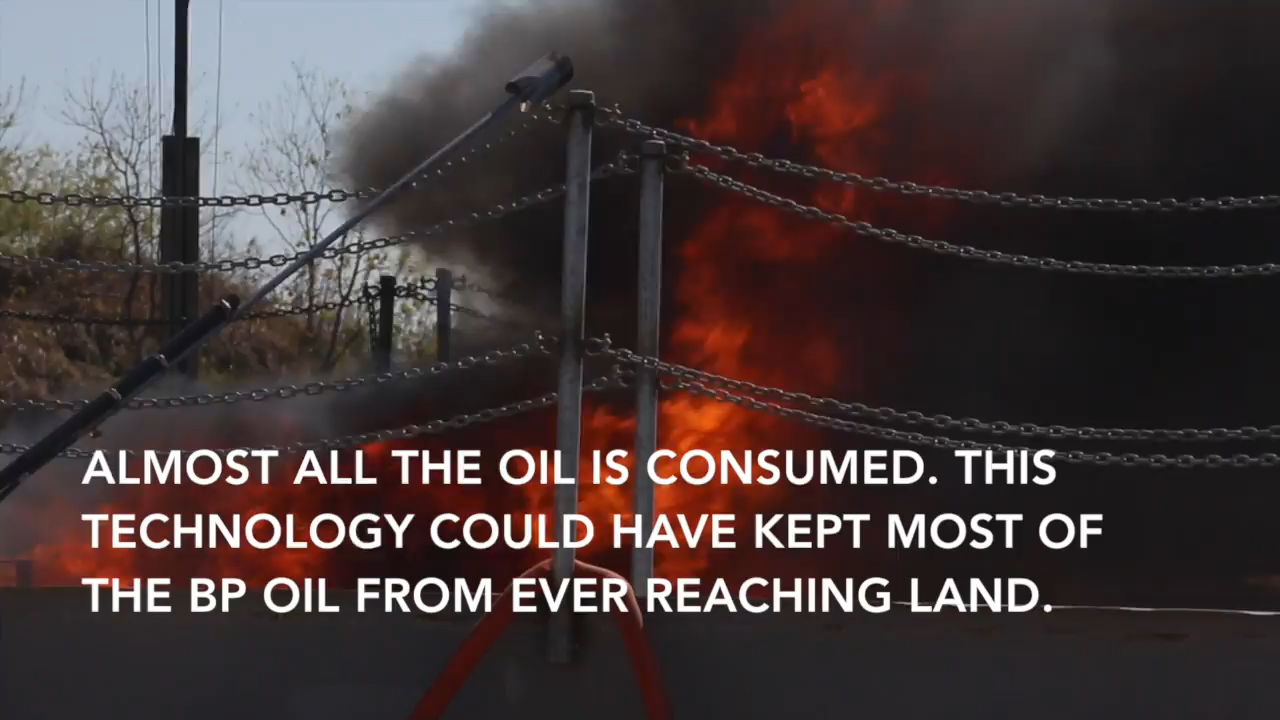 ALMOST ALL THE OIL IS CONSUMED. THIS
TECHNOLOGY COULD HAVE KEPT MOST OF
THE BP OIL FROM EVER REACHING LAND.